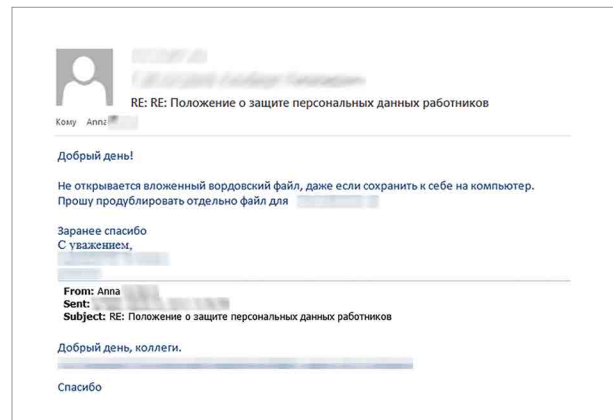 RE: RE: Положение о защите персональных данных работников
Кому Anna
Добрый день!
Не открывается вложенный вордовский файл, даже если сохранить к себе на компьютер.
Прошу продублировать отдельно файл для
Заранее спасибо
С уважением,
From: Anna
Sent:
Subject: RE: Положение о защите персональных данных работников
Добрый день, коллеги.
Спасибо